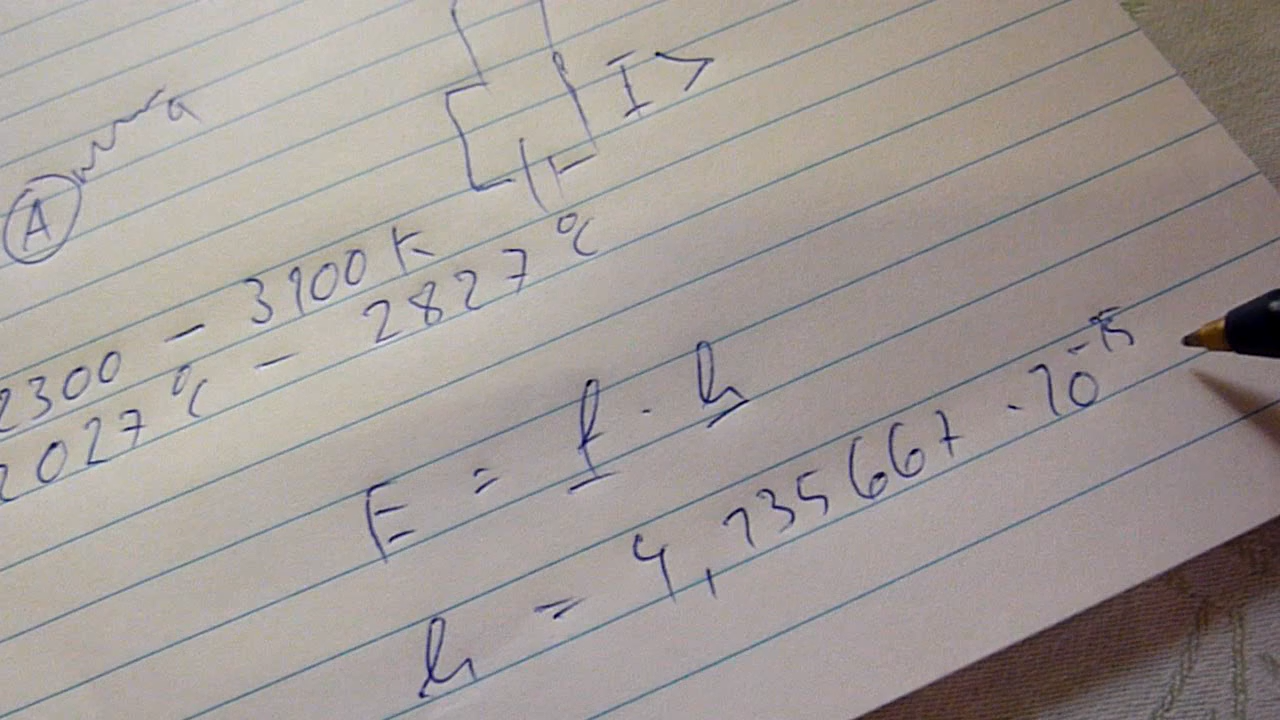 I >
A
2300 – 3100 K
2027 °C – 2827 °C
E = f · h
h = 4,135667 · 10⁻¹⁵